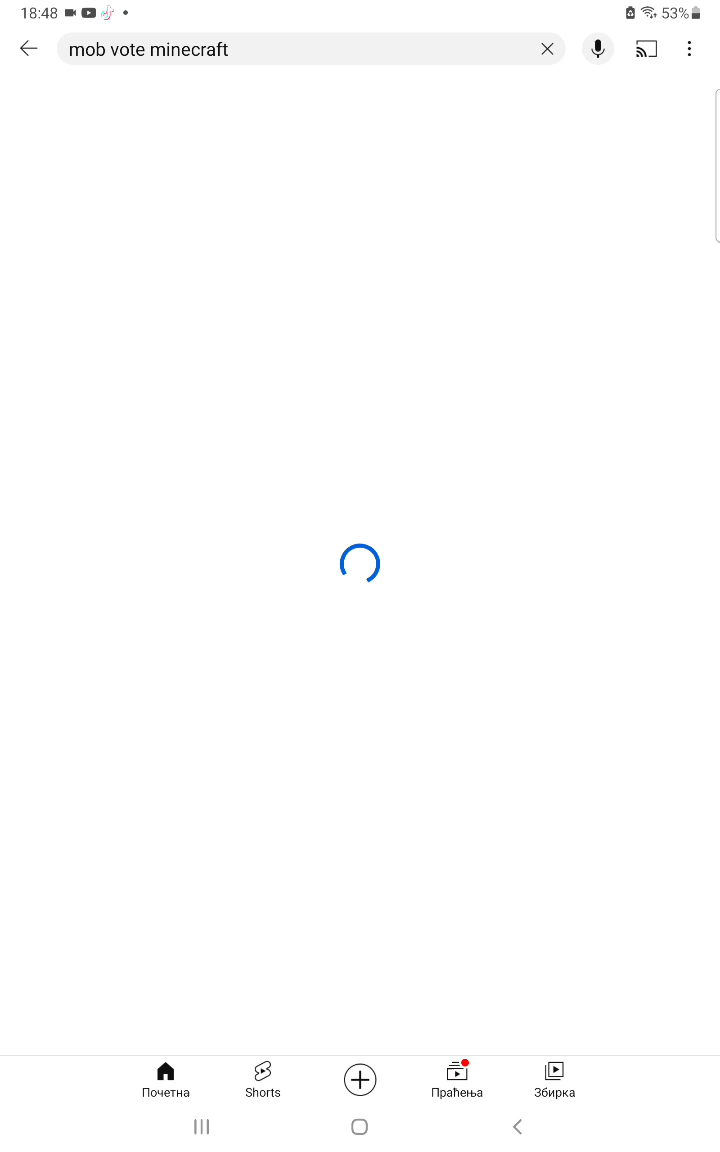 18:48
53%
mob vote minecraft
Почетна
Shorts
Праћења
Збирка